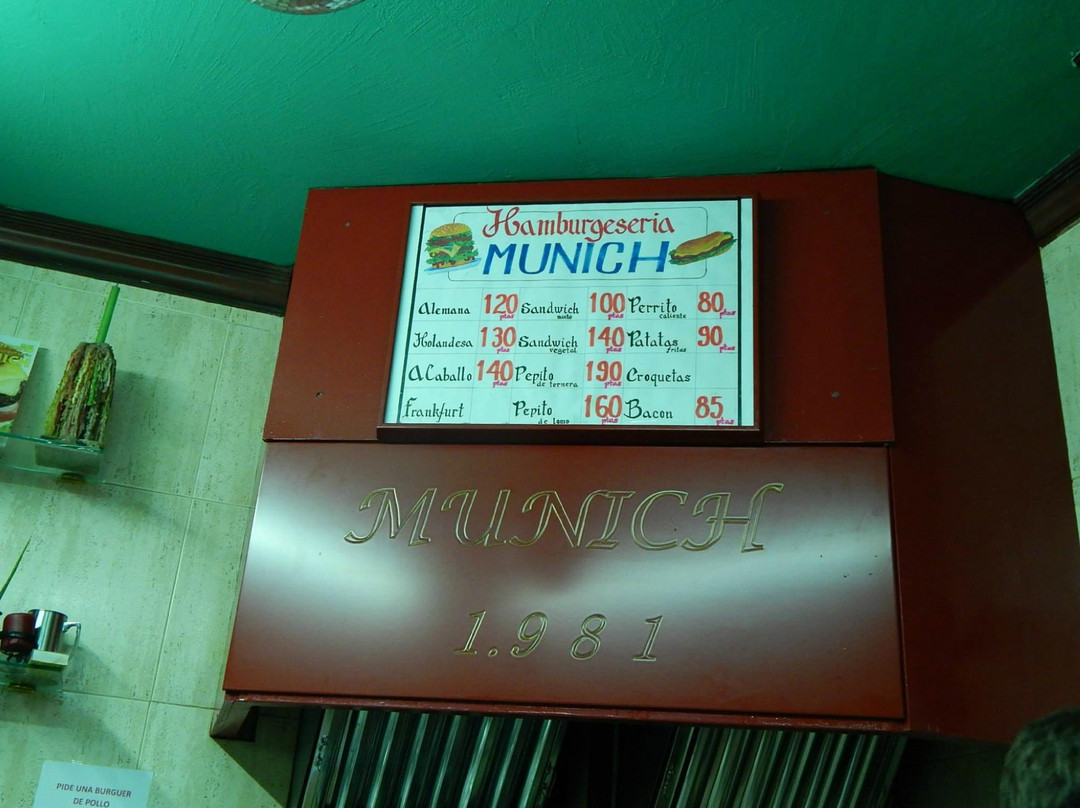 Hamburgeseria
MUNICH
Alemana 120 ptas Sandwich mixto 100 ptas Perrito caliente 80 ptas
Holandesa 130 ptas Sandwich vegetal 140 ptas Patatas fritas 90 ptas
A Caballo 140 ptas Pepito de ternera 190 ptas Croquetas
Frankfurt Pepito de lomo 160 ptas Bacon 85 ptas
MUNICH
1.981
PIDE UNA BURGUER
DE POLLO